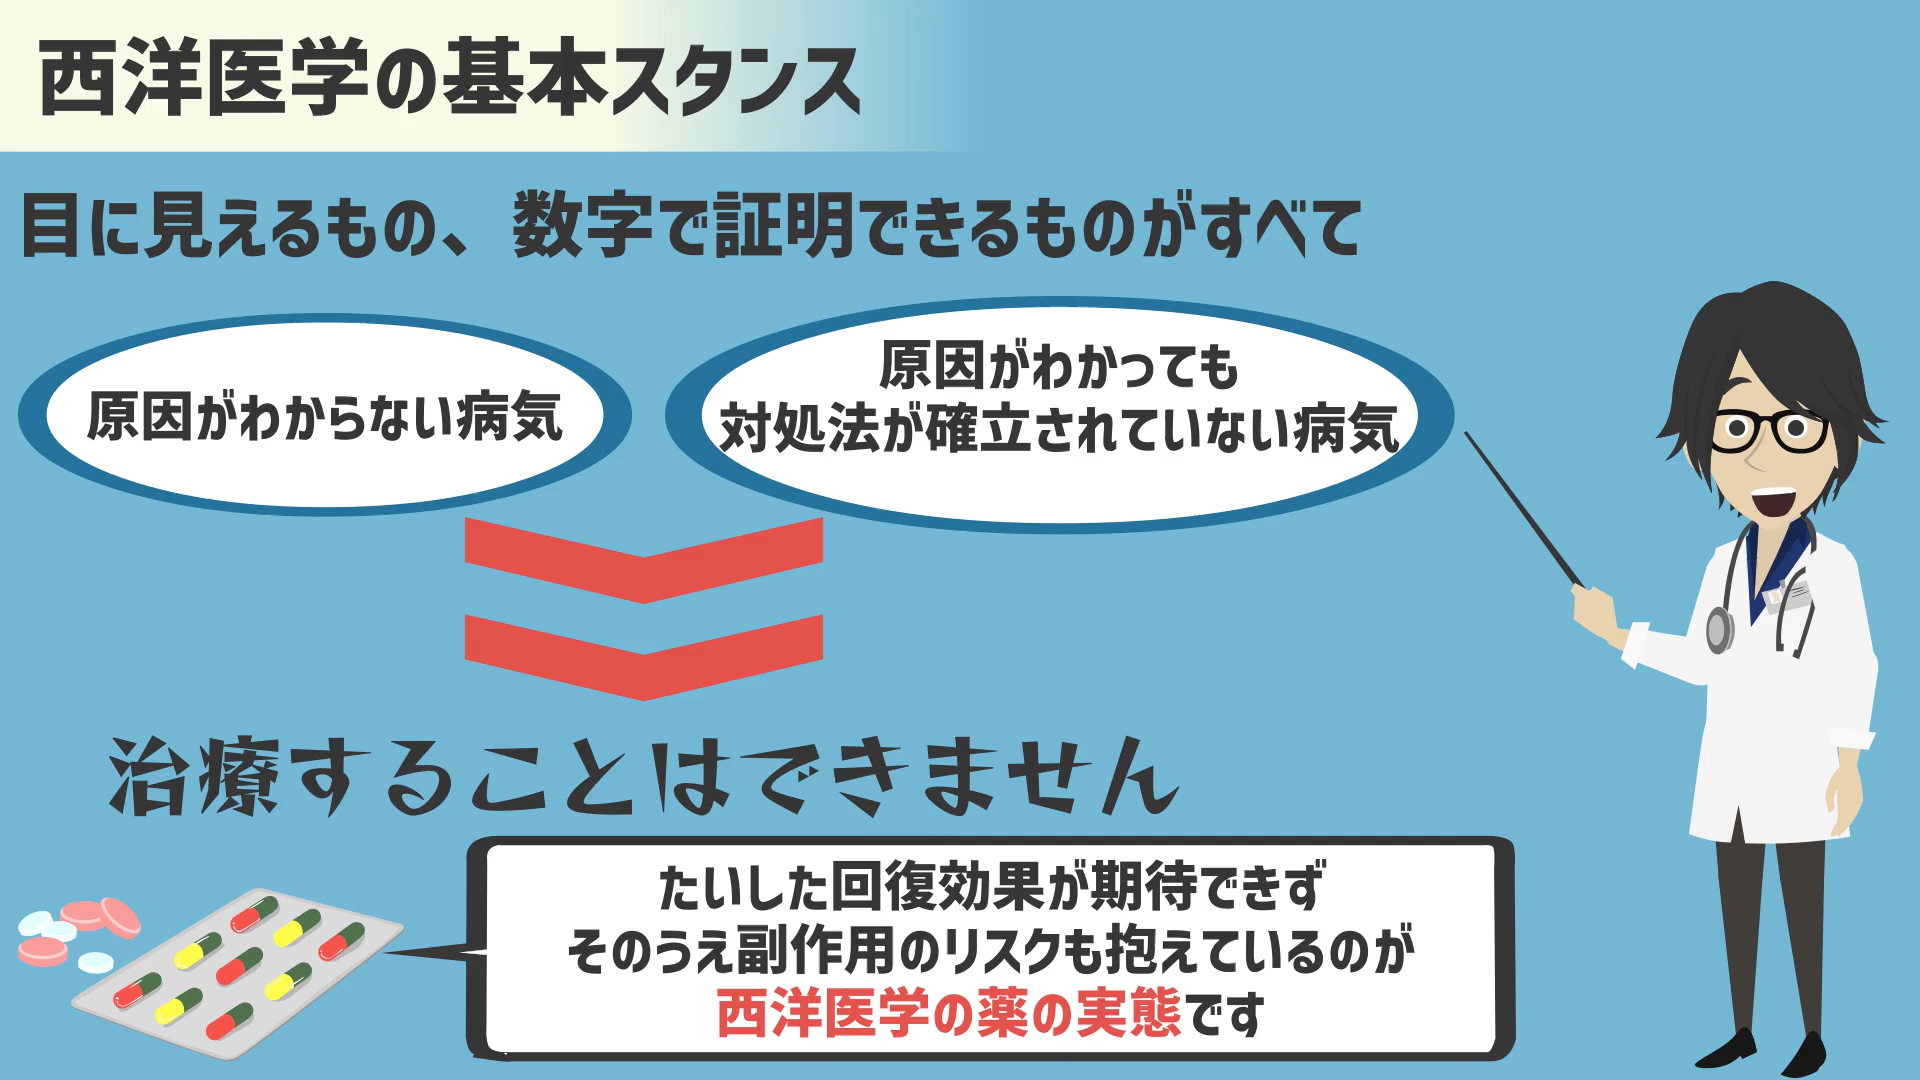 西洋医学の基本スタンス
目に見えるもの、数字で証明できるものがすべて
原因がわからない病気
原因がわかっても
対処法が確立されていない病気
治療することはできません
たいした回復効果が期待できず
そのうえ副作用のリスクも抱えているのが
西洋医学の薬の実態です